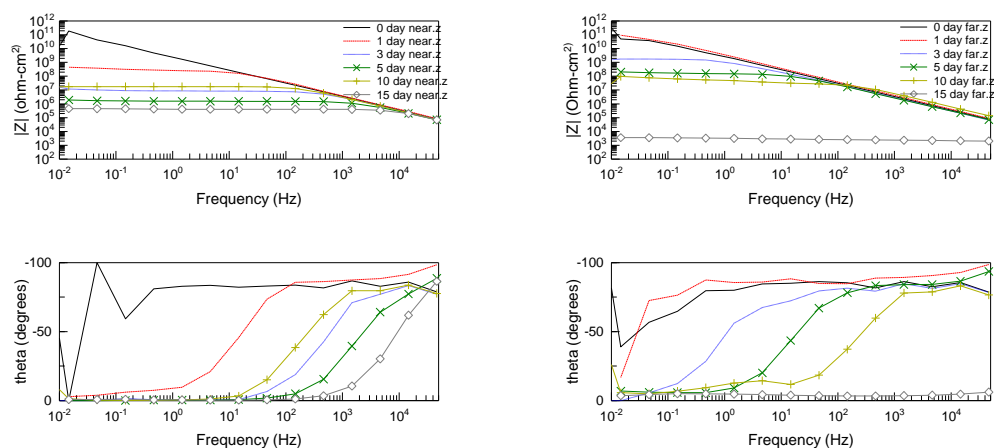 10^12
10^11
10^10
10^9
10^8
10^7
10^6
10^5
10^4
10^3
10^2
|Z| (ohm-cm^2)
0 day near.z
1 day near.z
3 day near.z
5 day near.z
10 day near.z
15 day near.z
10^-2 10^-1 10^0 10^1 10^2 10^3 10^4
Frequency (Hz)
10^12
10^11
10^10
10^9
10^8
10^7
10^6
10^5
10^4
10^3
10^2
|Z| (Ohm-cm^2)
0 day far.z
1 day far.z
3 day far.z
5 day far.z
10 day far.z
15 day far.z
10^-2 10^-1 10^0 10^1 10^2 10^3 10^4
Frequency (Hz)
-100
-50
0
theta (degrees)
10^-2 10^-1 10^0 10^1 10^2 10^3 10^4
Frequency (Hz)
-100
-50
0
theta (degrees)
10^-2 10^-1 10^0 10^1 10^2 10^3 10^4
Frequency (Hz)